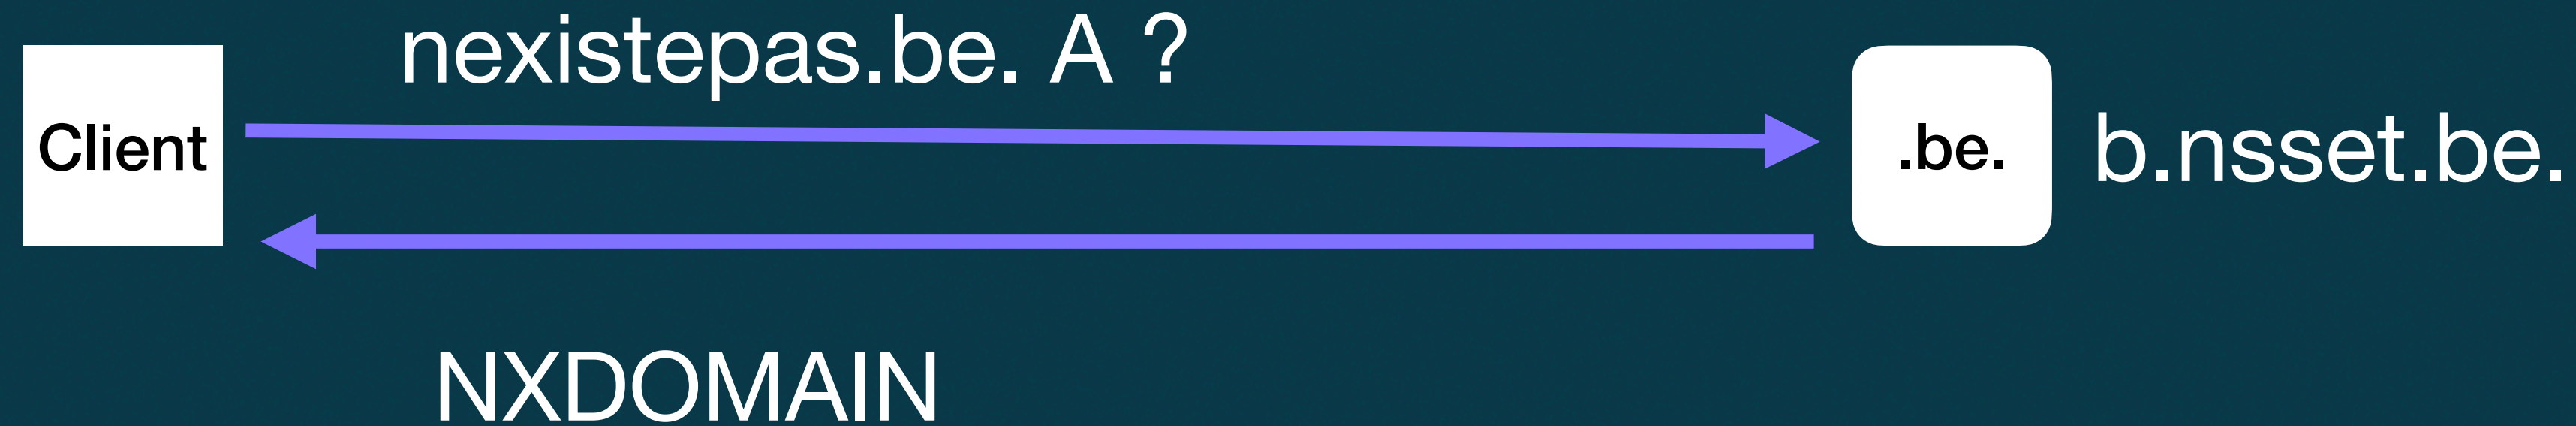 nexistepas.be. A ?
Client
.be.
b.nsset.be.
NXDOMAIN